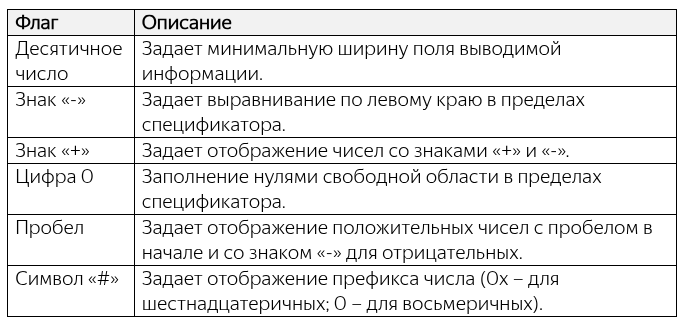 Флаг Описание
Десятичное Задает минимальную ширину поля выводимой
число информации.
Знак «-» Задает выравнивание по левому краю в пределах
спецификатора.
Знак «+» Задает отображение чисел со знаками «+» и «-».
Цифра 0 Заполнение нулями свободной области в пределах
спецификатора.
Пробел Задает отображение положительных чисел с пробелом в
начале и со знаком «-» для отрицательных.
Символ «#» Задает отображение префикса числа (0x – для
шестнадцатеричных; 0 – для восьмеричных).